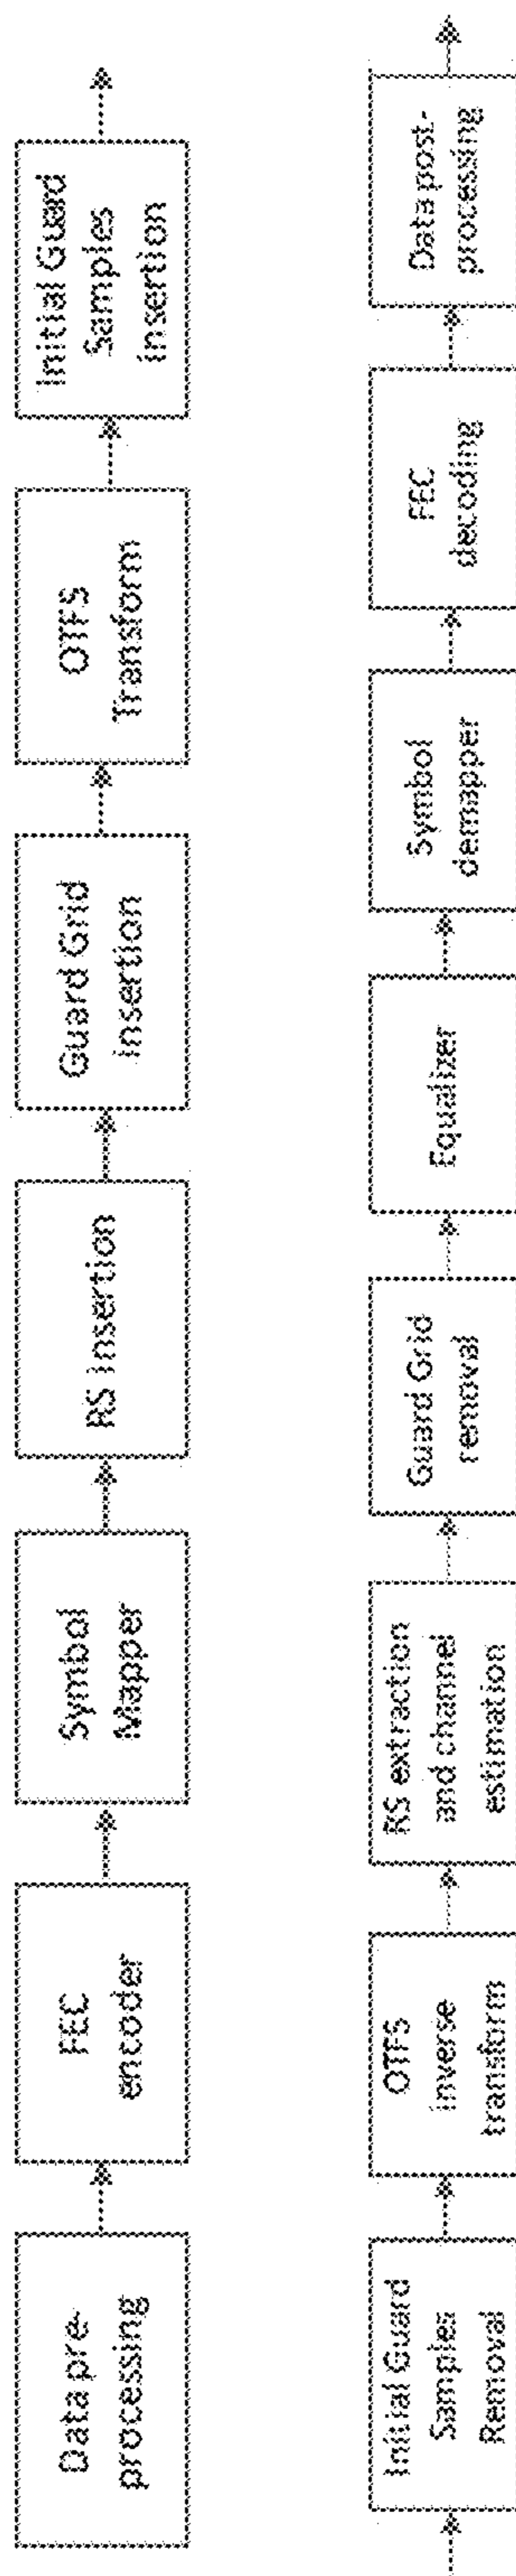 Data pre-
processing
FEC
encoder
Symbol
Mapper
RS Insertion
Guard Grid
insertion
OTFS
Transform
Initial Guard
Samples
insertion
Initial Guard
Sampler
Removal
OTFS
inverse
transform
RS extraction
and channel
estimation
Guard Grid
removal
Equalizer
Symbol
demapper
FEC
decoding
Data post-
processing